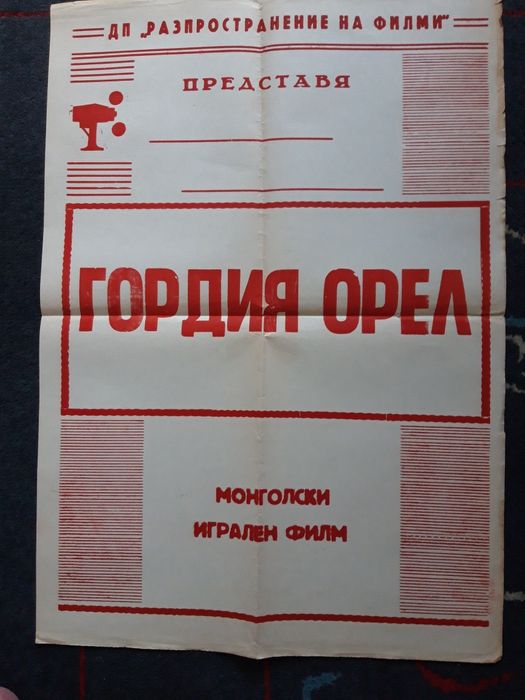 ДП „РАЗПРОСТРАНЕНИЕ НА ФИЛМИ“
ПРЕДСТАВЯ
ГОРДИЯ ОРЕЛ
МОНГОЛСКИ
ИГРАЛЕН ФИЛМ